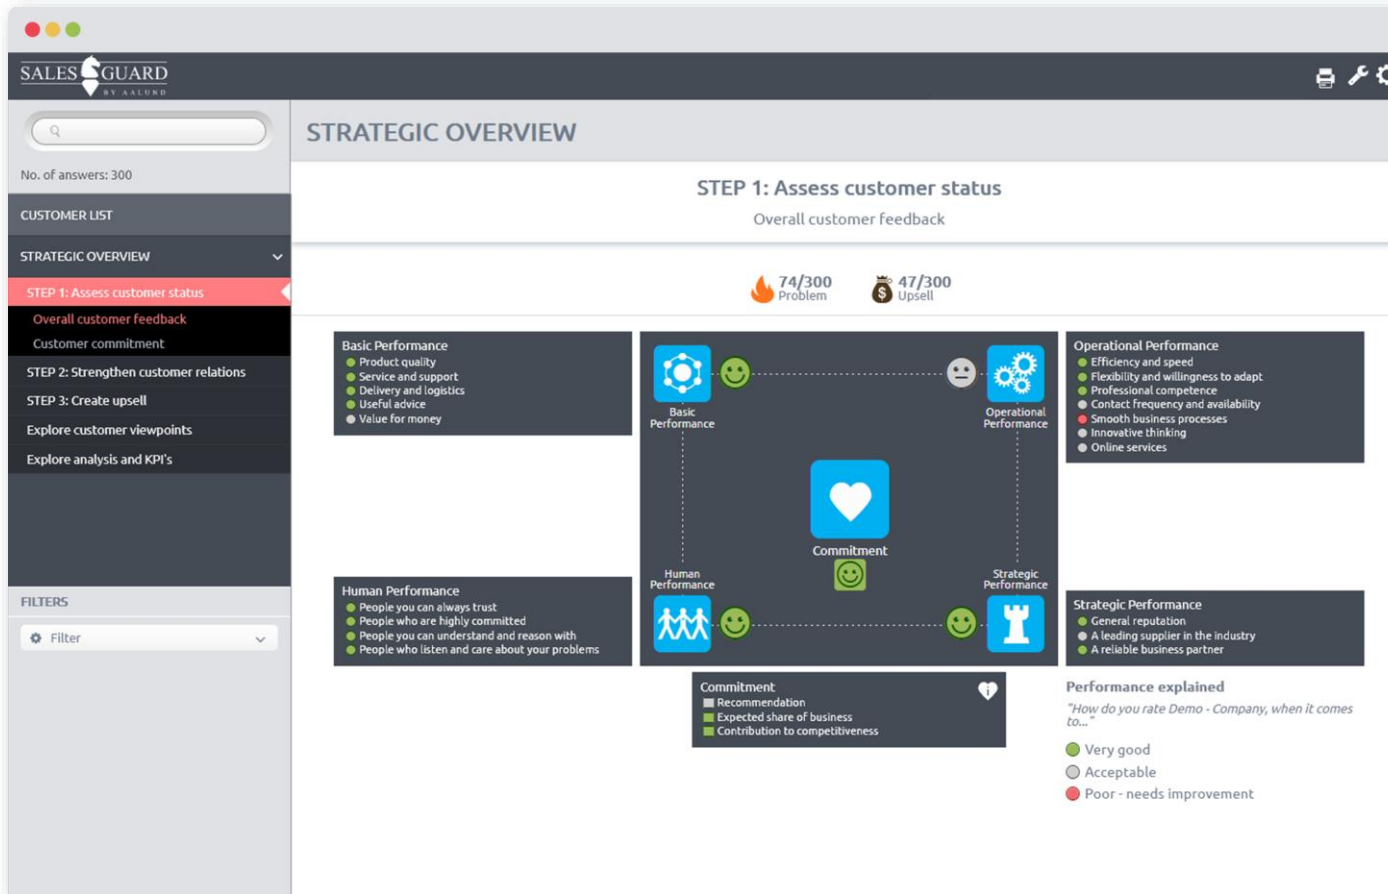 SALES GUARD
BY AALUND
No. of answers: 300
CUSTOMER LIST
STRATEGIC OVERVIEW
STEP 1: Assess customer status
Overall customer feedback
Customer commitment
STEP 2: Strengthen customer relations
STEP 3: Create upsell
Explore customer viewpoints
Explore analysis and KPI's
FILTERS
Filter
STRATEGIC OVERVIEW
STEP 1: Assess customer status
Overall customer feedback
74/300
Problem
47/300
Upsell
Basic Performance
Product quality
Service and support
Delivery and logistics
Useful advice
Value for money
Basic
Performance
Operational
Performance
Operational Performance
Efficiency and speed
Flexibility and willingness to adapt
Professional competence
Contact frequency and availability
Smooth business processes
Innovative thinking
Online services
Commitment
Human Performance
People you can always trust
People who are highly committed
People you can understand and reason with
People who listen and care about your problems
Human
Performance
Strategic
Performance
Strategic Performance
General reputation
A leading supplier in the industry
A reliable business partner
Commitment
Recommendation
Expected share of business
Contribution to competitiveness
Performance explained
"How do you rate Demo - Company, when it comes
to..."
Very good
Acceptable
Poor - needs improvement